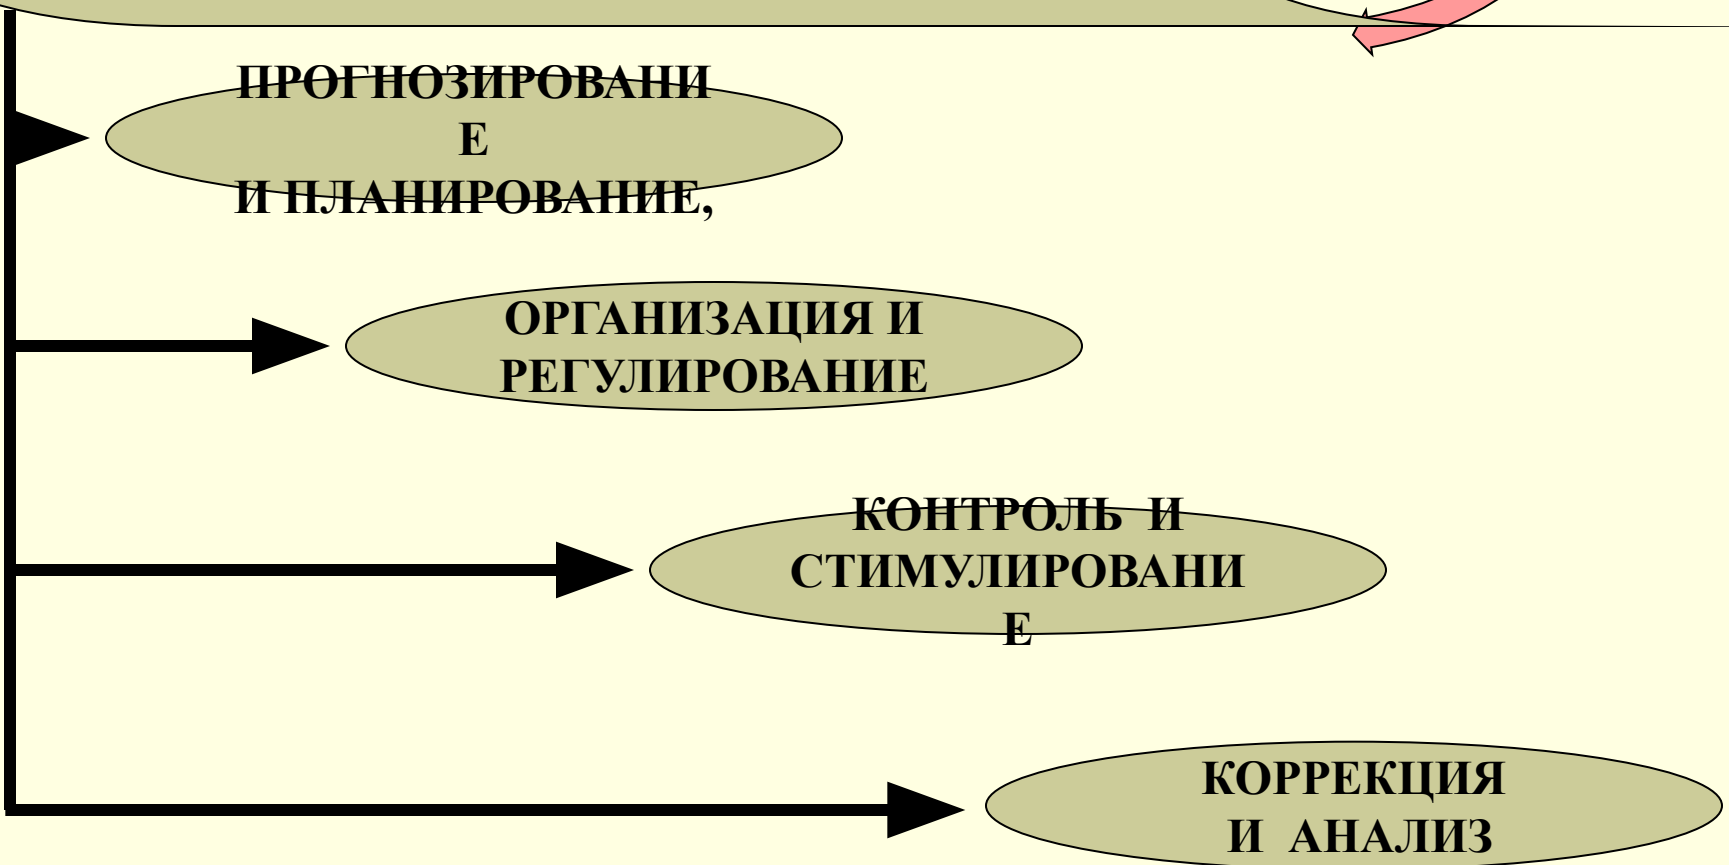 ПРОГНОЗИРОВАНИ
Е
И ПЛАНИРОВАНИЕ,
ОРГАНИЗАЦИЯ И
РЕГУЛИРОВАНИЕ
КОНТРОЛЬ И
СТИМУЛИРОВАНИ
Е
КОРРЕКЦИЯ
И АНАЛИЗ